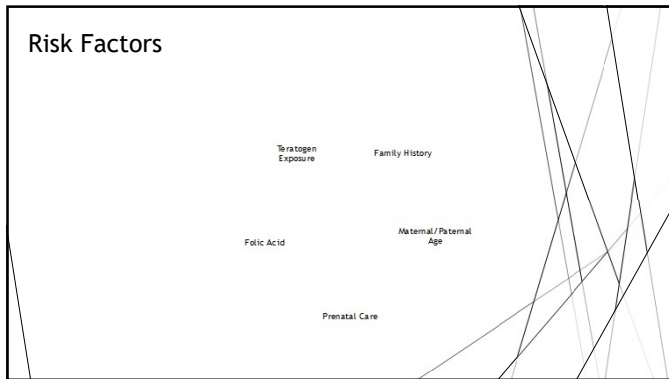 Risk Factors
Teratogen
Exposure
Family History
Maternal/Paternal
Age
Folic Acid
Prenatal Care